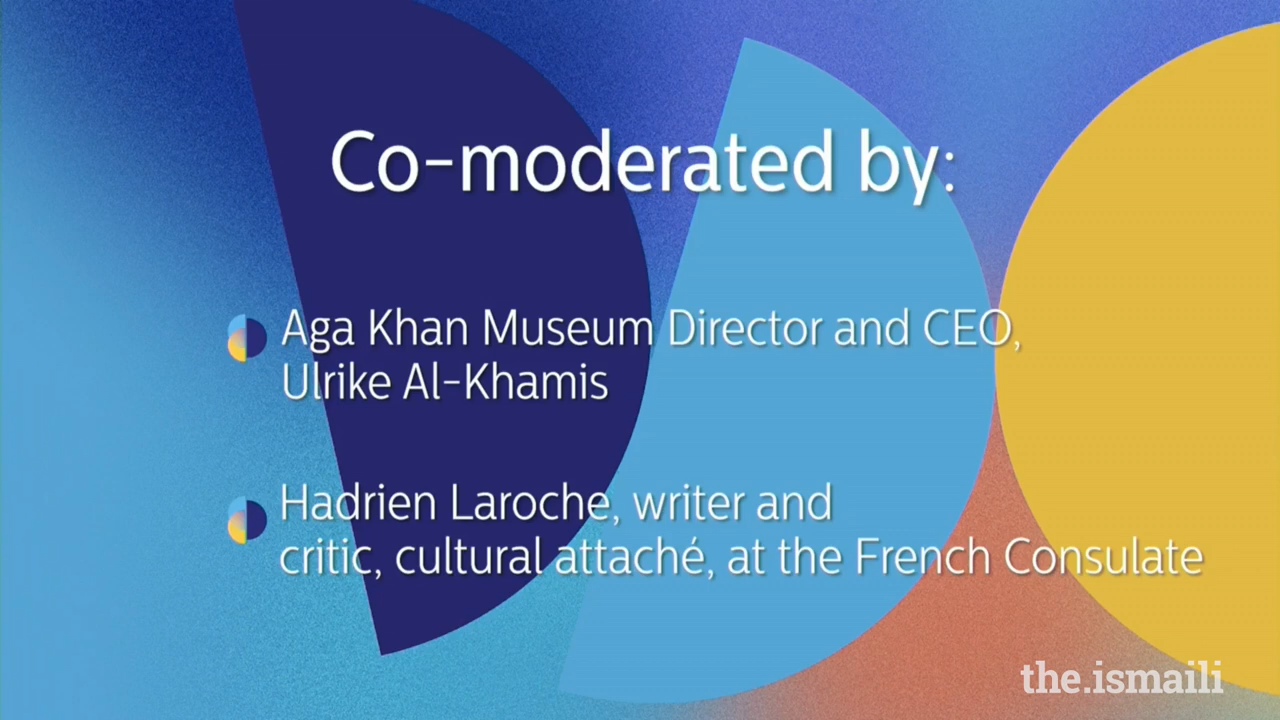 Co-moderated by:
Aga Khan Museum Director and CEO,
Ulrike Al-Khamis
Hadrien Laroche, writer and
critic, cultural attaché, at the French Consulate
the.ismaili